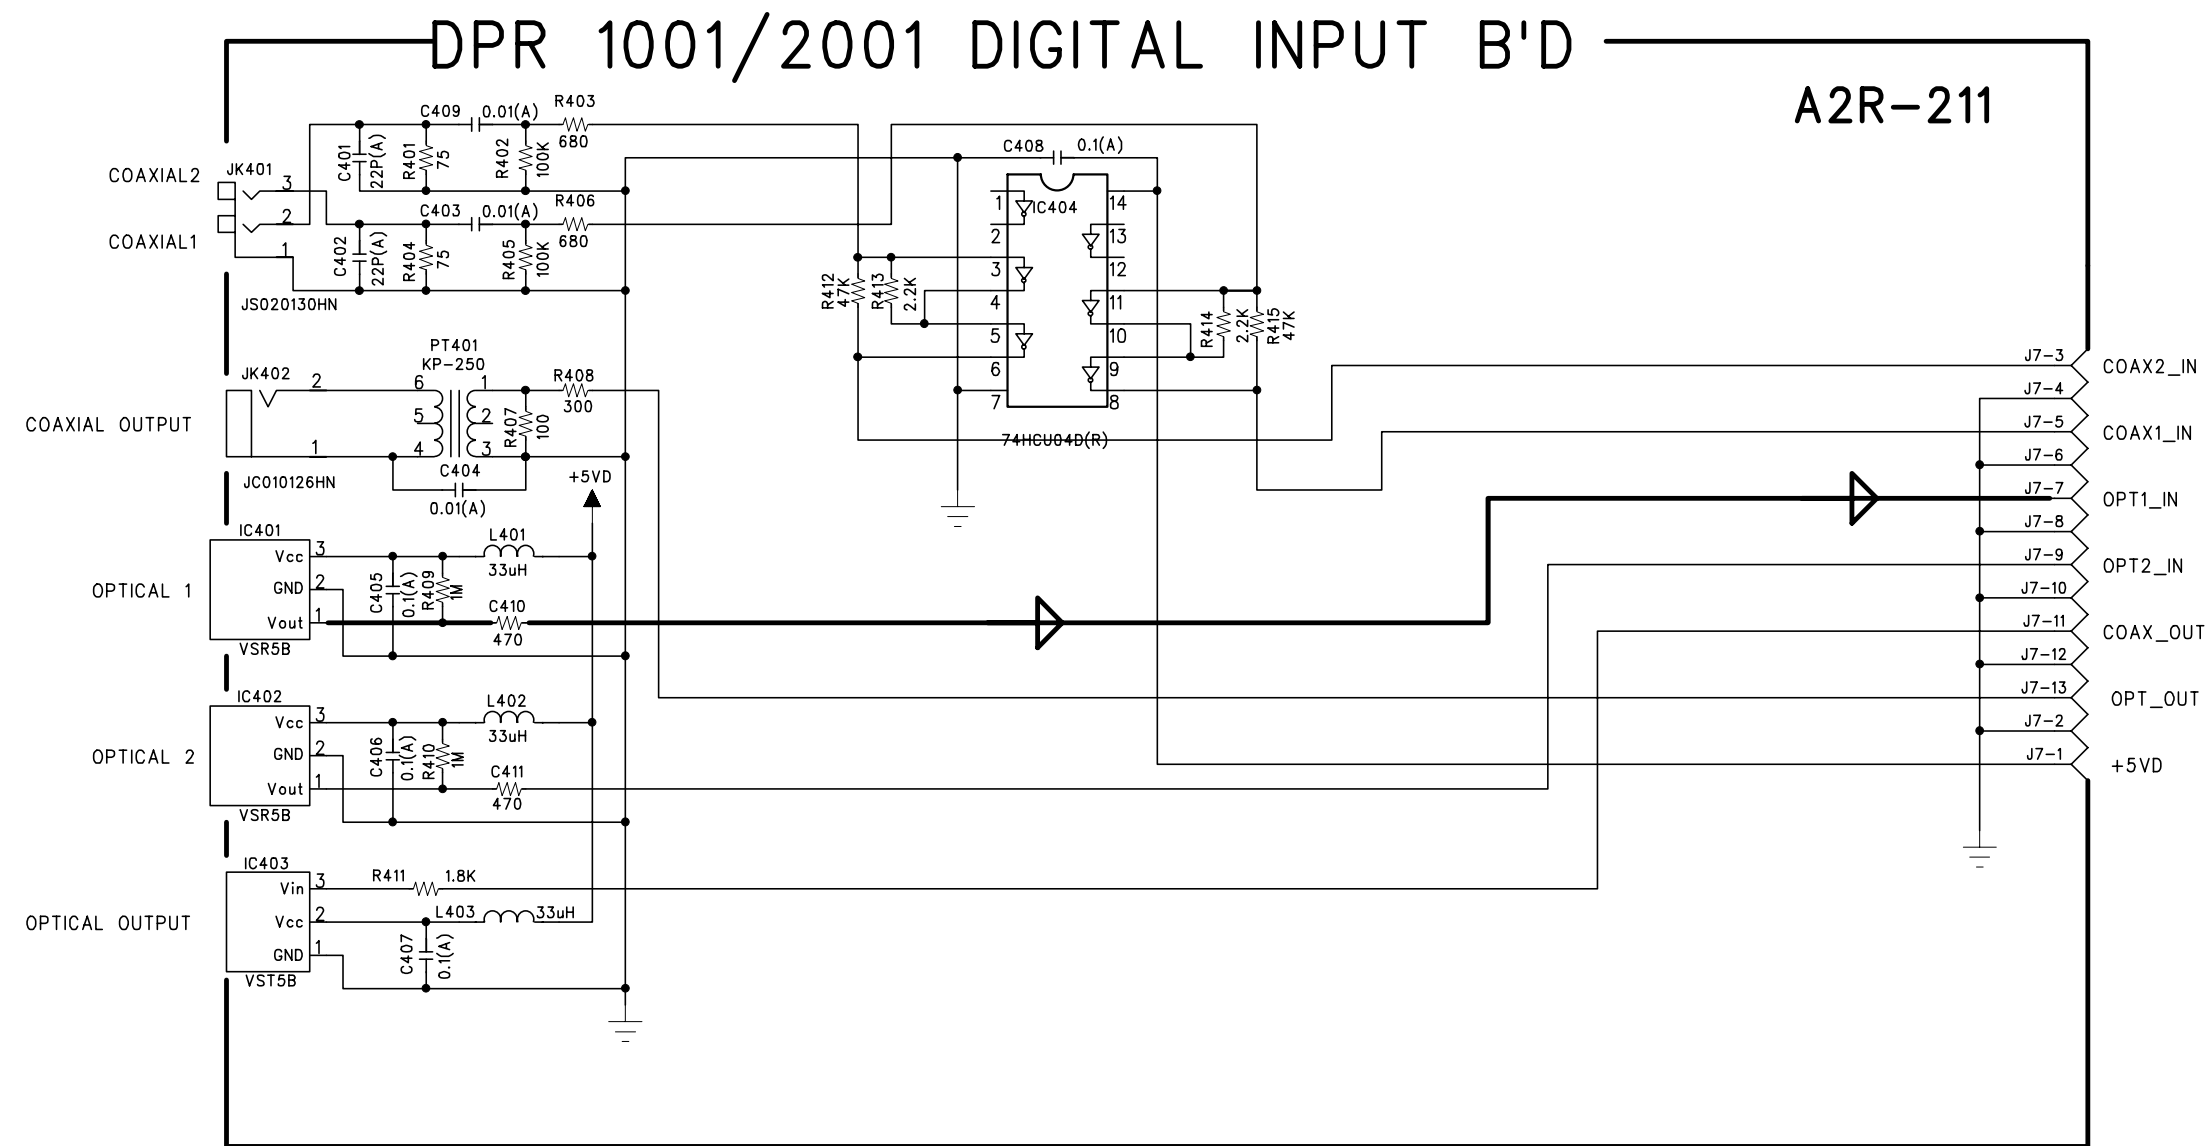 DPR 1001/2001 DIGITAL INPUT B'D
A2R-211
COAXIAL2
JK401
3
2
1
COAXIAL1
JS020130HN
C409
0.01(A)
R403
680
C401
22P(A)
R401
75
R402
100K
C403
0.01(A)
R406
680
C402
22P(A)
R404
75
R405
100K
C408
0.1(A)
IC404
1
2
3
4
5
6
7
14
13
12
11
10
9
8
74HCU04D(R)
R412
47K
R413
2.2K
R414
2.2K
R415
47K
COAXIAL OUTPUT
JK402
2
1
JC010126HN
PT401
KP-250
6
5
4
1
2
3
R408
300
R407
100
C404
0.01(A)
+5VD
OPTICAL 1
IC401
Vcc
3
GND
2
Vout
1
VSR5B
C405
0.1(A)
R409
1M
L401
33uH
C410
470
OPTICAL 2
IC402
Vcc
3
GND
2
Vout
1
VSR5B
C406
0.1(A)
R410
1M
L402
33uH
C411
470
OPTICAL OUTPUT
IC403
Vin
3
Vcc
2
GND
1
VST5B
R411
1.8K
L403
33uH
C407
0.1(A)
J7-3
COAX2_IN
J7-4
J7-5
COAX1_IN
J7-6
J7-7
OPT1_IN
J7-8
J7-9
OPT2_IN
J7-10
J7-11
COAX_OUT
J7-12
J7-13
OPT_OUT
J7-2
J7-1
+5VD